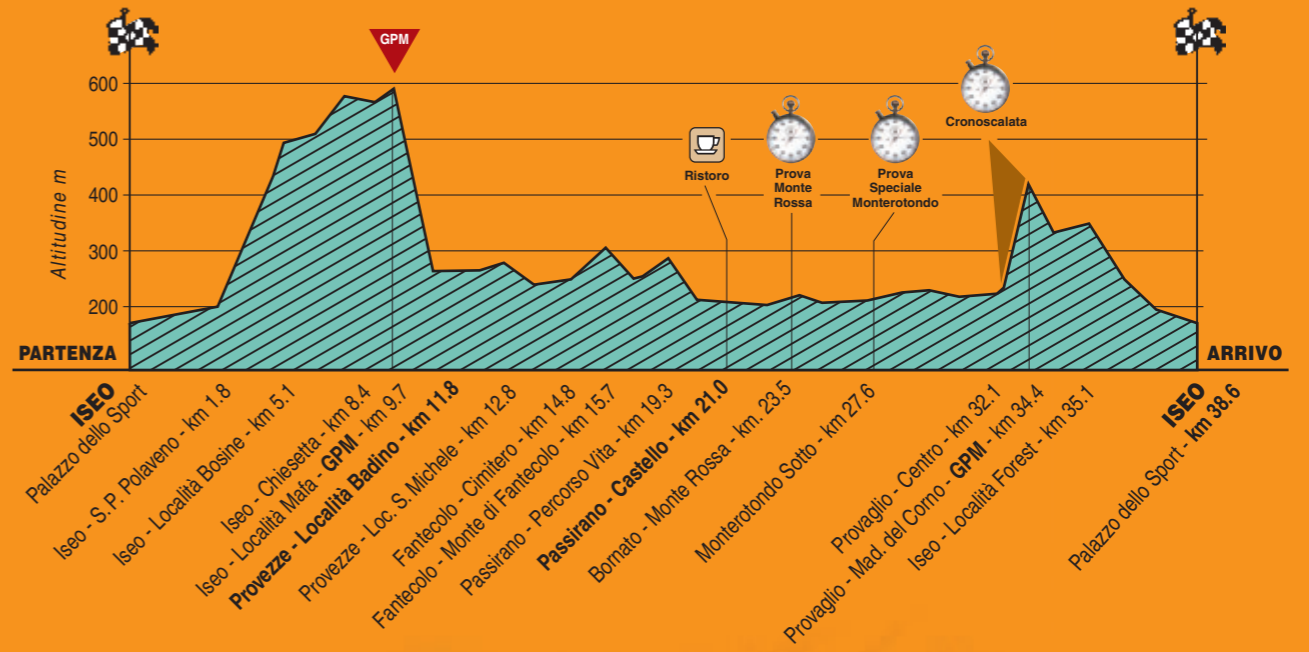 GPM
600
500
400
300
200
Altitudine m
Ristoro
Prova
Monte
Rossa
Prova
Speciale
Monterotondo
Cronoscalata
PARTENZA
ARRIVO
ISEO
Palazzo dello Sport
Iseo - S.P. Polaveno - km 1.8
Iseo - Località Bosine - km 5.1
Iseo - Chiesetta - km 8.4
Iseo - Località Mafa - GPM - km 9.7
Provezze - Località Badino - km 11.8
Provezze - Loc. S. Michele - km 12.8
Fantecolo - Cimitero - km 14.8
Fantecolo - Monte di Fantecolo - km 15.7
Passirano - Percorso Vita - km 19.3
Passirano - Castello - km 21.0
Bornato - Monte Rossa - km. 23.5
Monterotondo Sotto - km 27.6
Provaglio - Centro - km 32.1
Provaglio - Mad. del Corno - GPM - km 34.4
Iseo - Località Forest - km 35.1
ISEO
Palazzo dello Sport - km 38.6